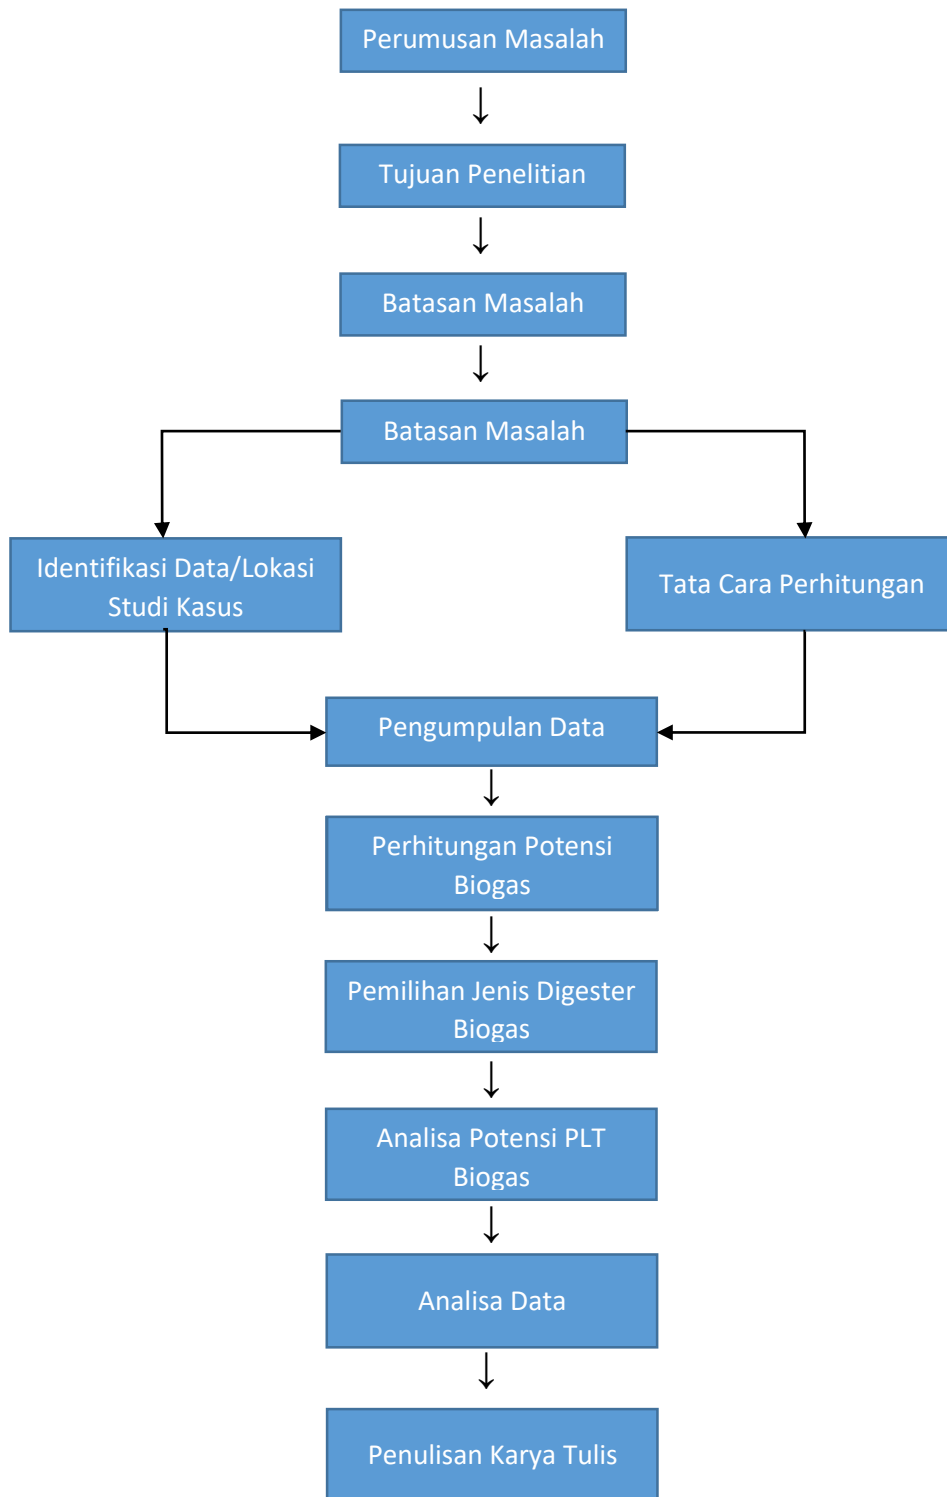 Perumusan Masalah
Tujuan Penelitian
Batasan Masalah
Batasan Masalah
Identifikasi Data/Lokasi
Studi Kasus
Tata Cara Perhitungan
Pengumpulan Data
Perhitungan Potensi
Biogas
Pemilihan Jenis Digester
Biogas
Analisa Potensi PLT
Biogas
Analisa Data
Penulisan Karya Tulis